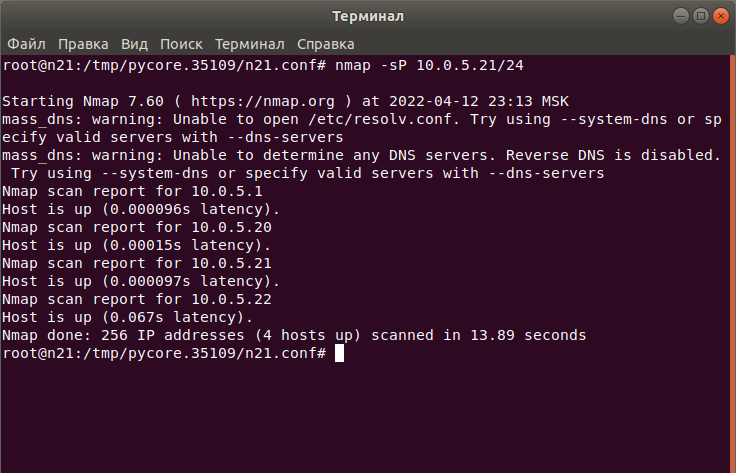 Терминал
Файл Правка Вид Поиск Терминал Справка
root@n21:/tmp/pycore.35109/n21.conf# nmap -sP 10.0.5.21/24
Starting Nmap 7.60 ( https://nmap.org ) at 2022-04-12 23:13 MSK
mass_dns: warning: Unable to open /etc/resolv.conf. Try using --system-dns or sp
ecify valid servers with --dns-servers
mass_dns: warning: Unable to determine any DNS servers. Reverse DNS is disabled.
 Try using --system-dns or specify valid servers with --dns-servers
Nmap scan report for 10.0.5.1
Host is up (0.000096s latency).
Nmap scan report for 10.0.5.20
Host is up (0.00015s latency).
Nmap scan report for 10.0.5.21
Host is up (0.000097s latency).
Nmap scan report for 10.0.5.22
Host is up (0.067s latency).
Nmap done: 256 IP addresses (4 hosts up) scanned in 13.89 seconds
root@n21:/tmp/pycore.35109/n21.conf#